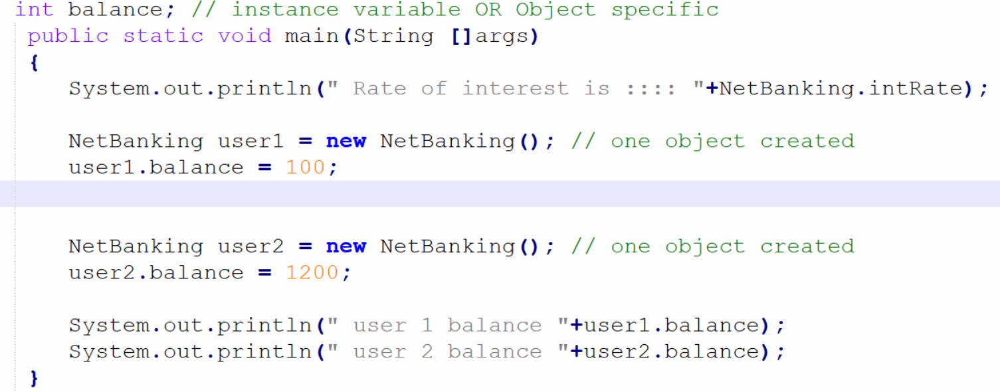 int balance; // instance variable OR Object specific
public static void main(String []args)
{
System.out.println(" Rate of interest is :::: "+NetBanking.intRate);
NetBanking user1 = new NetBanking(); // one object created
user1.balance = 100;
NetBanking user2 = new NetBanking(); // one object created
user2.balance = 1200;
System.out.println(" user 1 balance "+user1.balance);
System.out.println(" user 2 balance "+user2.balance);
}